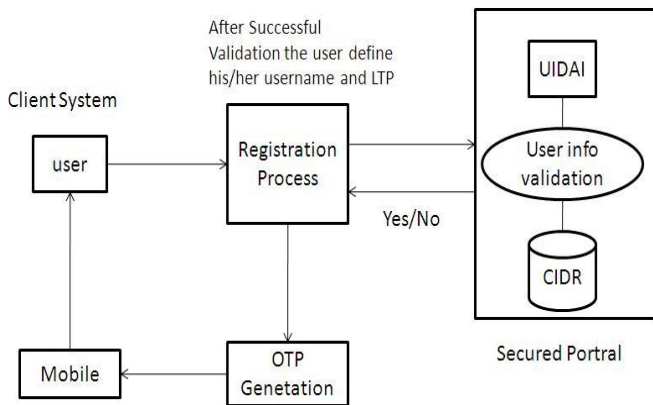 After Successful
Validation the user define
his/her username and LTP
Client System
user
Registration
Process
Yes/No
UIDAI
User info
validation
CIDR
Secured Portral
OTP
Genetation
Mobile